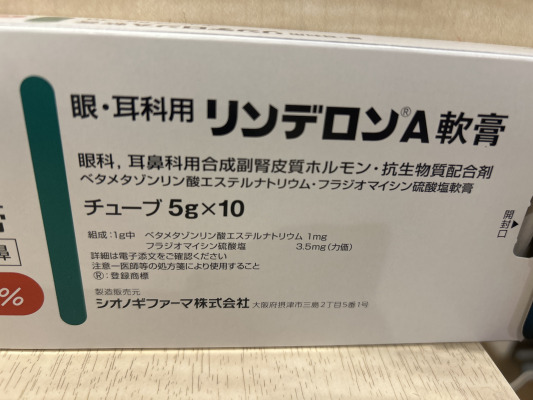 眼・耳科用 リンデロン®A軟膏
眼科，耳鼻科用合成副腎皮質ホルモン・抗生物質配合剤
ベタメタゾンリン酸エステルナトリウム・フラジオマイシン硫酸塩軟膏
チューブ 5g×10
組成：1g中 ベタメタゾンリン酸エステルナトリウム 1mg
フラジオマイシン硫酸塩 3.5mg（力価）
詳細は電子添文をご確認ください
注意－医師等の処方箋により使用すること
Ⓡ：登録商標
製造販売元
シオノギファーマ株式会社 大阪府摂津市三島2丁目5番1号
開封口
膏
鼻
%